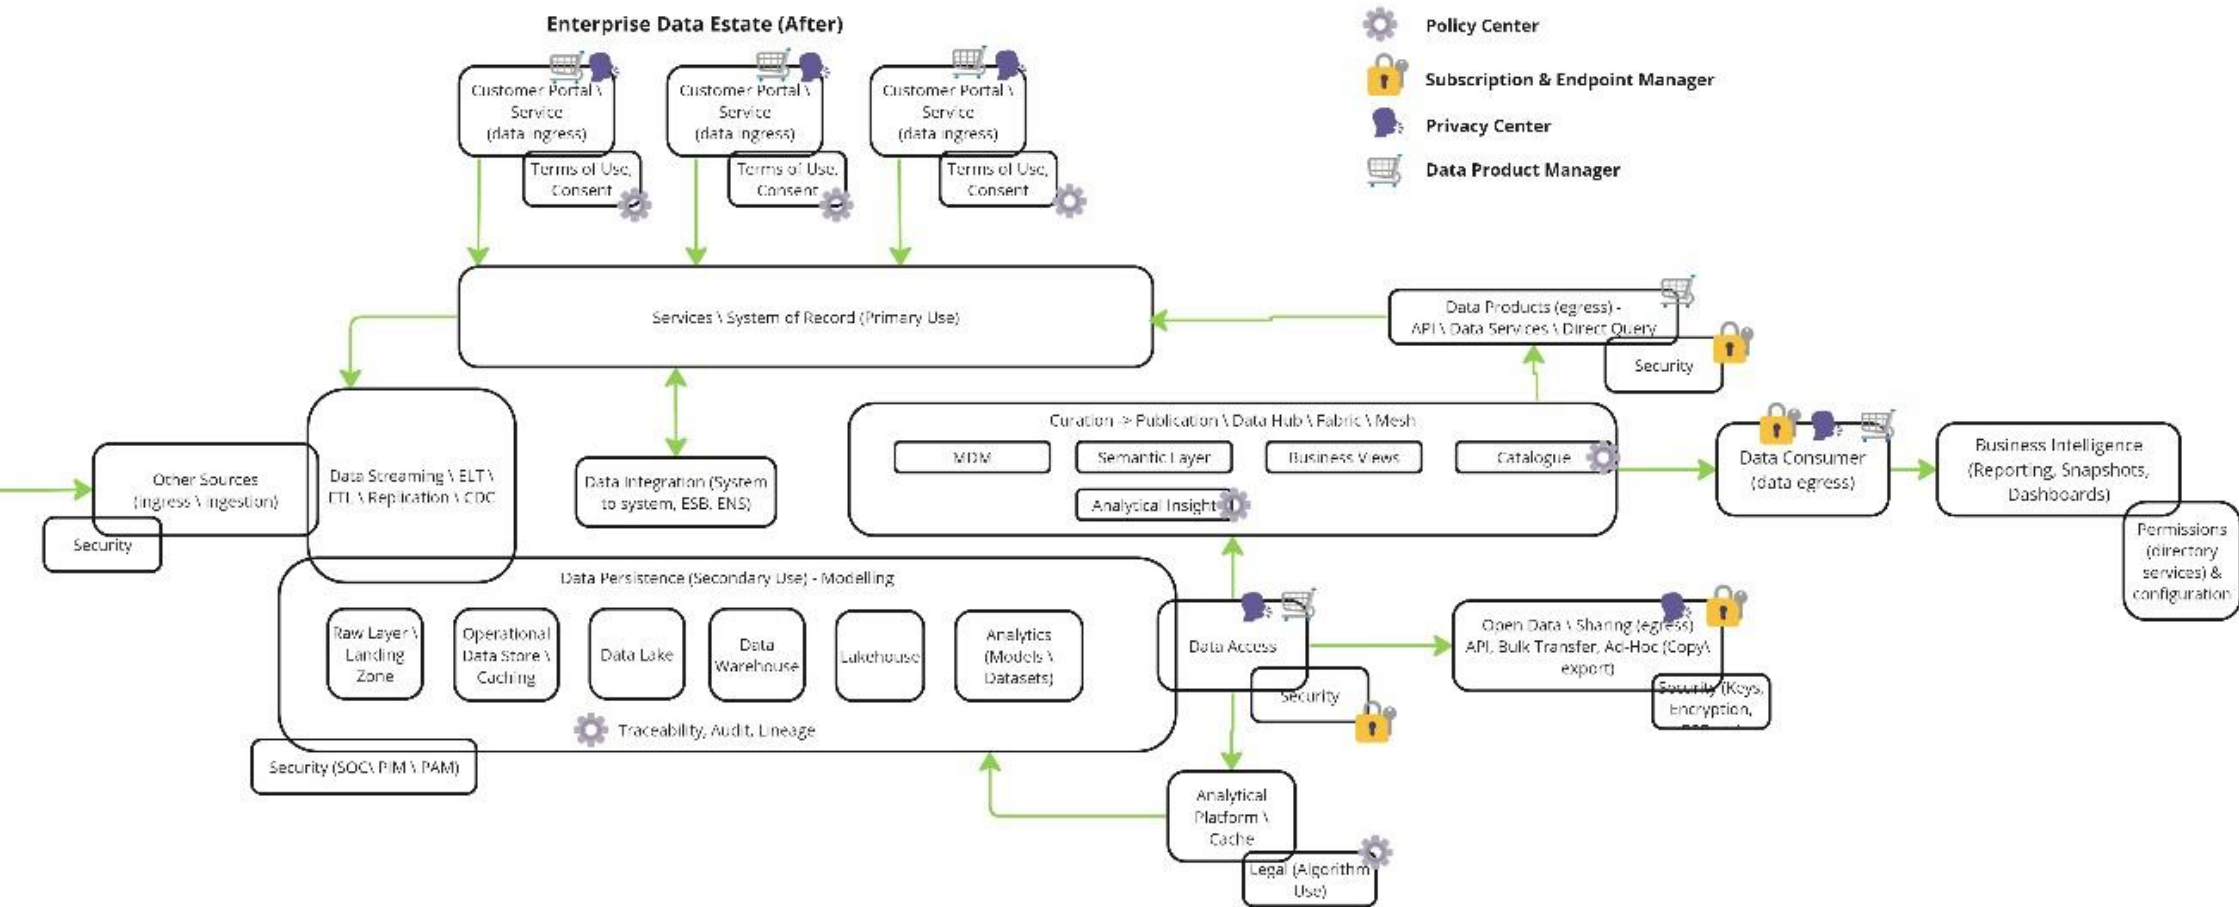 Enterprise Data Estate (After)
Policy Center
Subscription & Endpoint Manager
Privacy Center
Data Product Manager
Customer Portal \
Service
(data ingress)
Terms of Use,
Consent
Customer Portal \
Service
(data ingress)
Terms of Use,
Consent
Customer Portal \
Service
(data ingress)
Terms of Use,
Consent
Services \ System of Record (Primary Use)
Data Products (egress) -
API \ Data Services \ Direct Query
Security
Other Sources
(ingress \ ingestion)
Security
Data Streaming \ ELT \
ETL \ Replication \ CDC
Data Integration (System
to system, ESB, ENS)
Curation -> Publication \ Data Hub \ Fabric \ Mesh
MDM
Semantic Layer
Business Views
Catalogue
Analytical Insight
Data Consumer
(data egress)
Business Intelligence
(Reporting, Snapshots,
Dashboards)
Permissions
(directory
services) &
configuration
Data Persistence (Secondary Use) - Modelling
Raw Layer \
Landing
Zone
Operational
Data Store \
Caching
Data Lake
Data
Warehouse
Lakehouse
Analytics
(Models \
Datasets)
Traceability, Audit, Lineage
Security (SOC\ PIM \ PAM)
Data Access
Security
Open Data \ Sharing (egress)
API, Bulk Transfer, Ad-Hoc (Copy\
export)
Security (Keys,
Encryption,
Analytical
Platform \
Cache
Legal (Algorithm
Use)